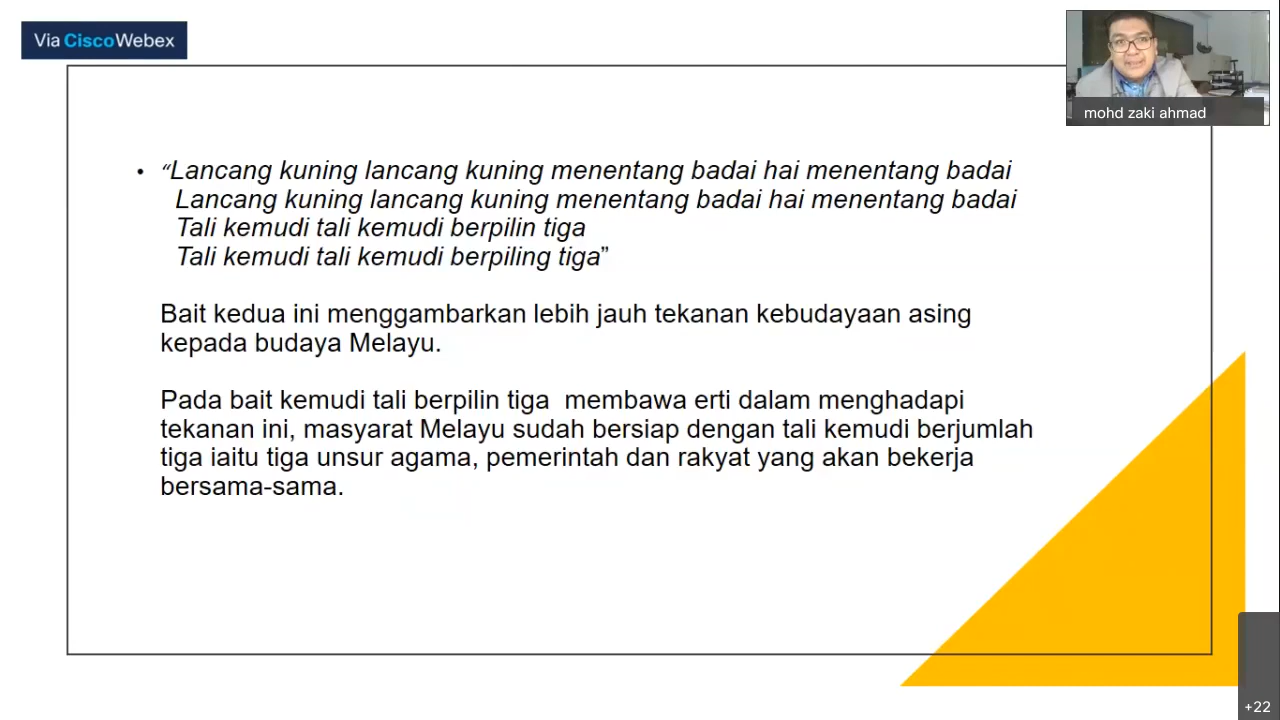 Via CiscoWebex
mohd zaki ahmad
• “Lancang kuning lancang kuning menentang badai hai menentang badai
Lancang kuning lancang kuning menentang badai hai menentang badai
Tali kemudi tali kemudi berpilin tiga
Tali kemudi tali kemudi berpiling tiga”
Bait kedua ini menggambarkan lebih jauh tekanan kebudayaan asing
kepada budaya Melayu.
Pada bait kemudi tali berpilin tiga  membawa erti dalam menghadapi
tekanan ini, masyarat Melayu sudah bersiap dengan tali kemudi berjumlah
tiga iaitu tiga unsur agama, pemerintah dan rakyat yang akan bekerja
bersama-sama.
+22